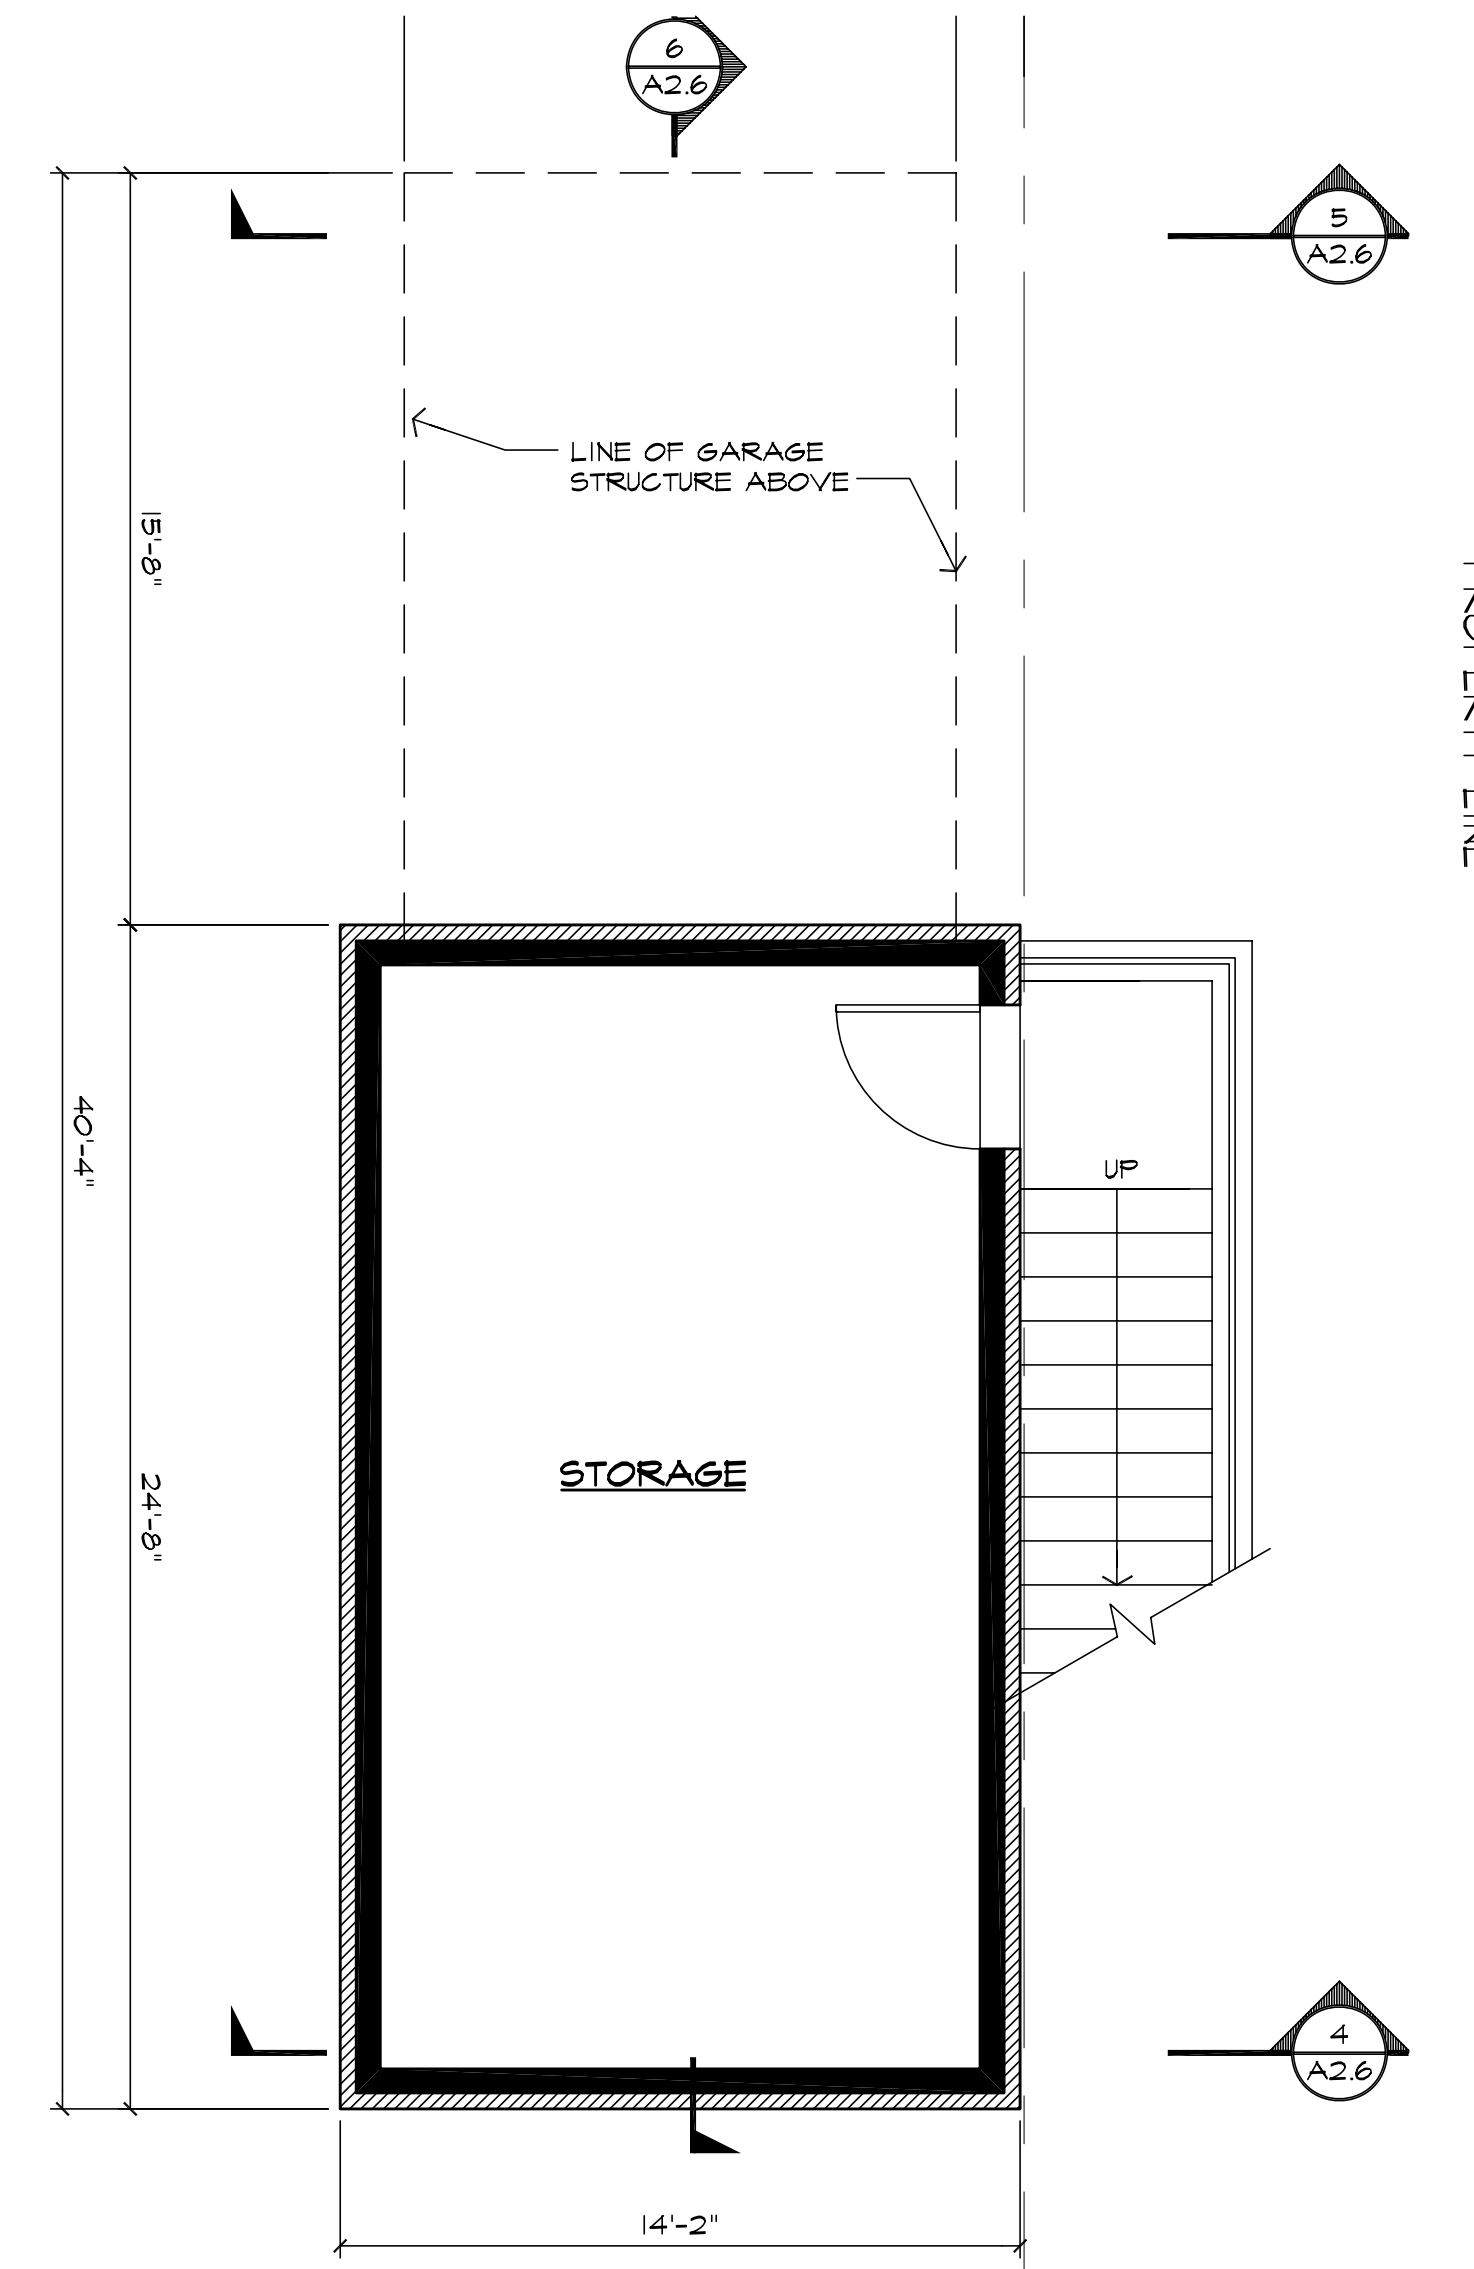 6
A2.6
5
A2.6
LINE OF GARAGE
STRUCTURE ABOVE
15'-8"
40'-4"
UP
STORAGE
24'-8"
4
A2.6
14'-2"